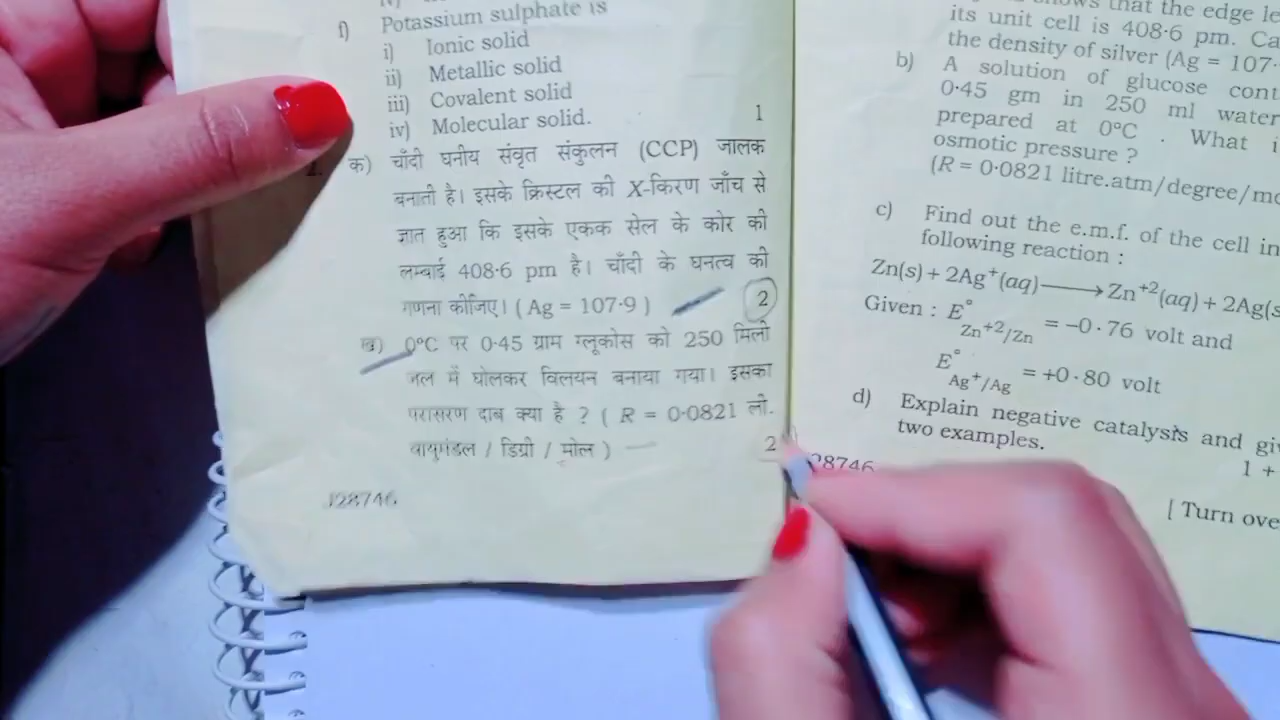 f) Potassium sulphate is
i) Ionic solid
ii) Metallic solid
iii) Covalent solid
iv) Molecular solid. 1
क) चाँदी घनीय संवृत संकुलन (CCP) जालक
बनाती है। इसके क्रिस्टल की X-किरण जाँच से
ज्ञात हुआ कि इसके एकक सेल के कोर की
लम्बाई 408·6 pm है। चाँदी के घनत्व की
गणना कीजिए। ( Ag = 107·9 ) 2
ख) 0°C पर 0·45 ग्राम ग्लूकोस को 250 मिली
जल में घोलकर विलयन बनाया गया। इसका
परासरण दाब क्या है ? ( R = 0·0821 ली.
वायुमंडल / डिग्री / मोल ) 2
J28746
that the edge
its unit cell is 408·6 pm.
the density of silver (Ag = 107·
b) A solution of glucose
0·45 gm in 250 ml water
prepared at 0°C . What
osmotic pressure ?
(R = 0·0821 litre.atm/degree/
c) Find out the e.m.f. of the cell in
following reaction :
Zn(s) + 2Ag⁺(aq) ⟶ Zn⁺²(aq) + 2Ag(
Given : E° Zn⁺²/Zn = –0·76 volt and
E° Ag⁺/Ag = +0·80 volt
d) Explain negative catalysis and
two examples.
1 +
28746
[ Turn